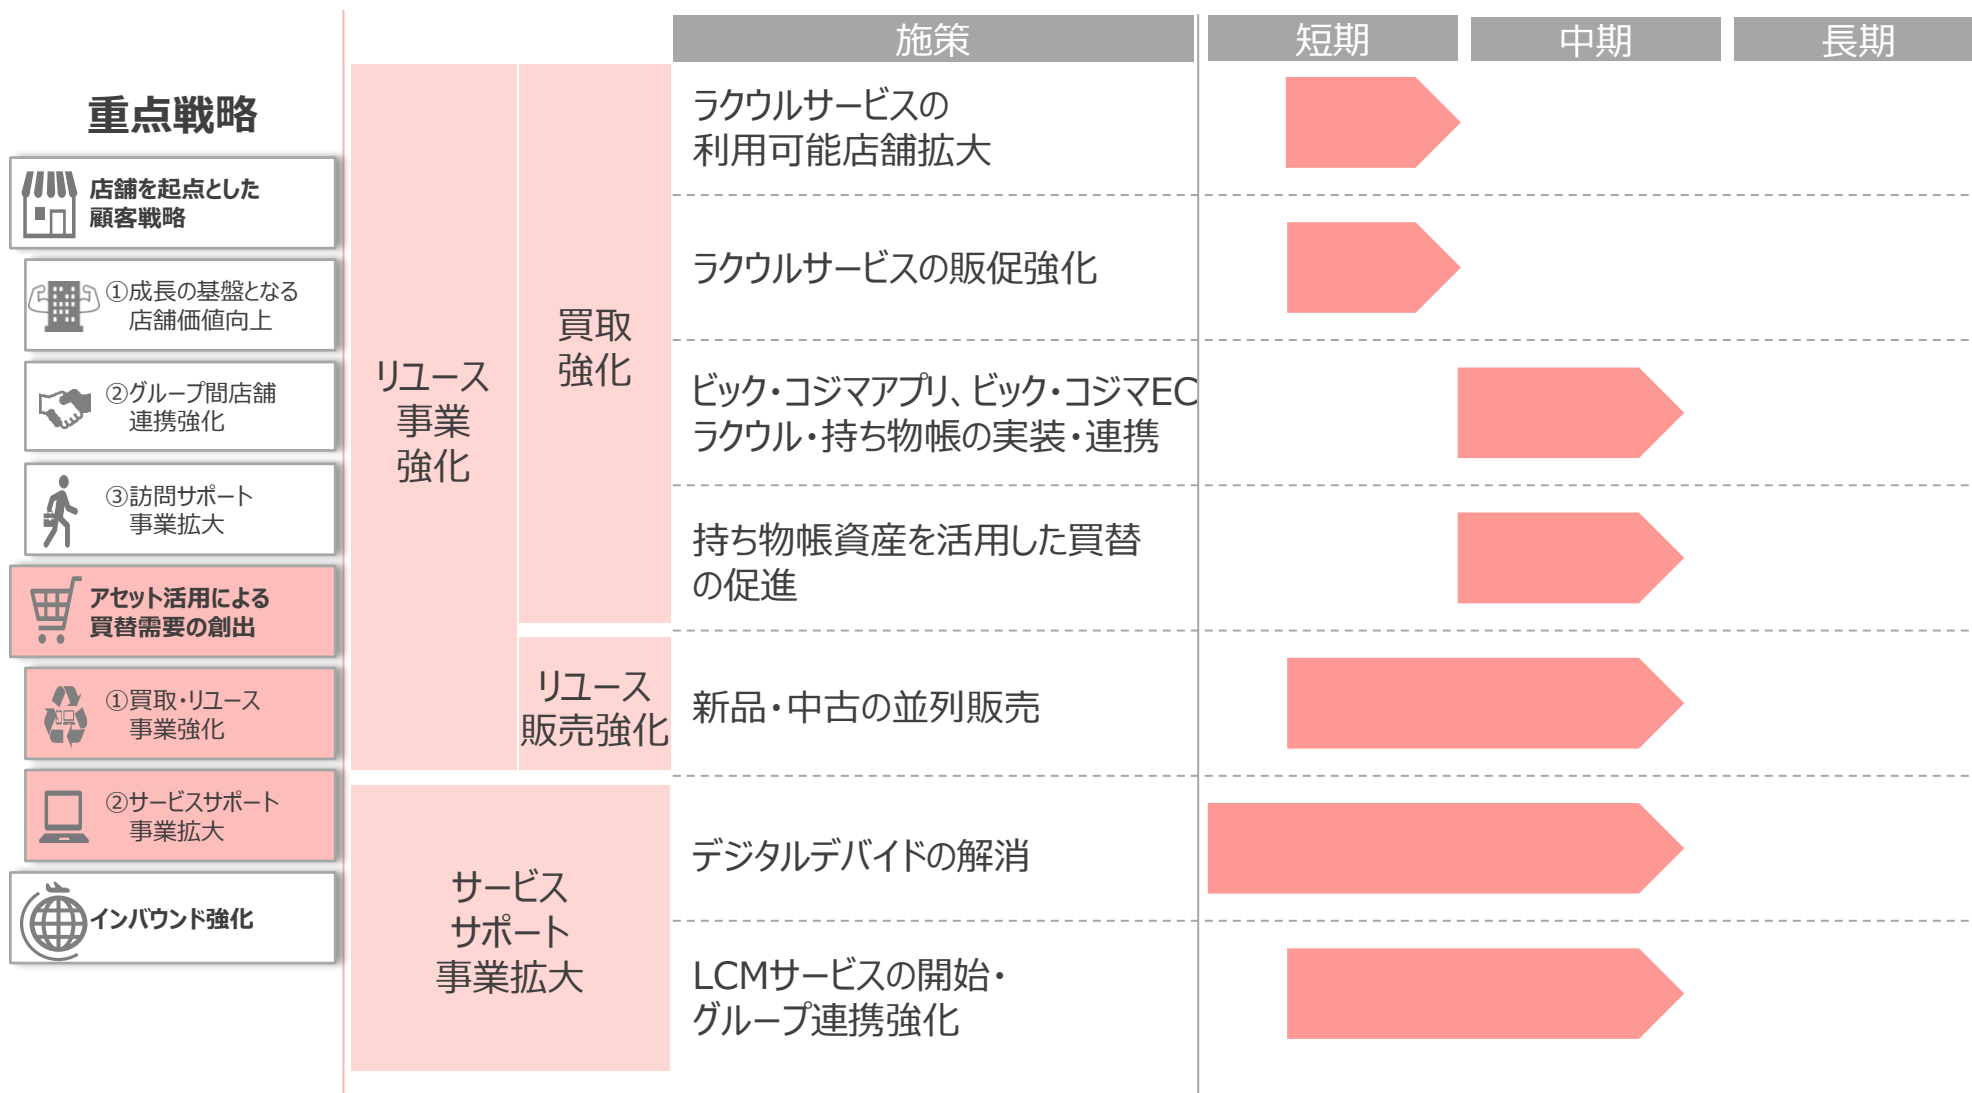 重点戦略
店舗を起点とした
顧客戦略
①成長の基盤となる
店舗価値向上
②グループ間店舗
連携強化
③訪問サポート
事業拡大
アセット活用による
買替需要の創出
①買取・リユース
事業強化
②サービスサポート
事業拡大
インバウンド強化
施策
短期
中期
長期
リユース
事業
強化
買取
強化
ラクウルサービスの
利用可能店舗拡大
ラクウルサービスの販促強化
ビック・コジマアプリ、ビック・コジマEC
ラクウル・持ち物帳の実装・連携
持ち物帳資産を活用した買替
の促進
リユース
販売強化
新品・中古の並列販売
サービス
サポート
事業拡大
デジタルデバイドの解消
LCMサービスの開始・
グループ連携強化